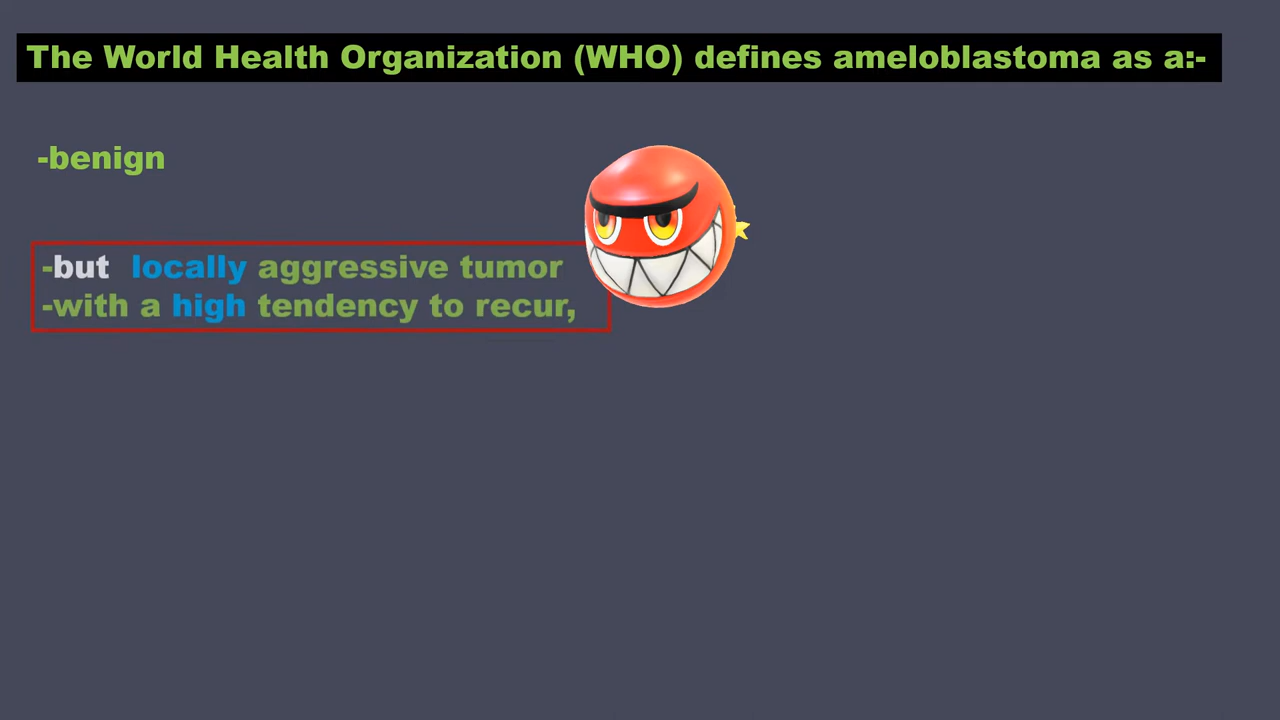 The World Health Organization (WHO) defines ameloblastoma as a:-
-benign
-but locally aggressive tumor
-with a high tendency to recur,